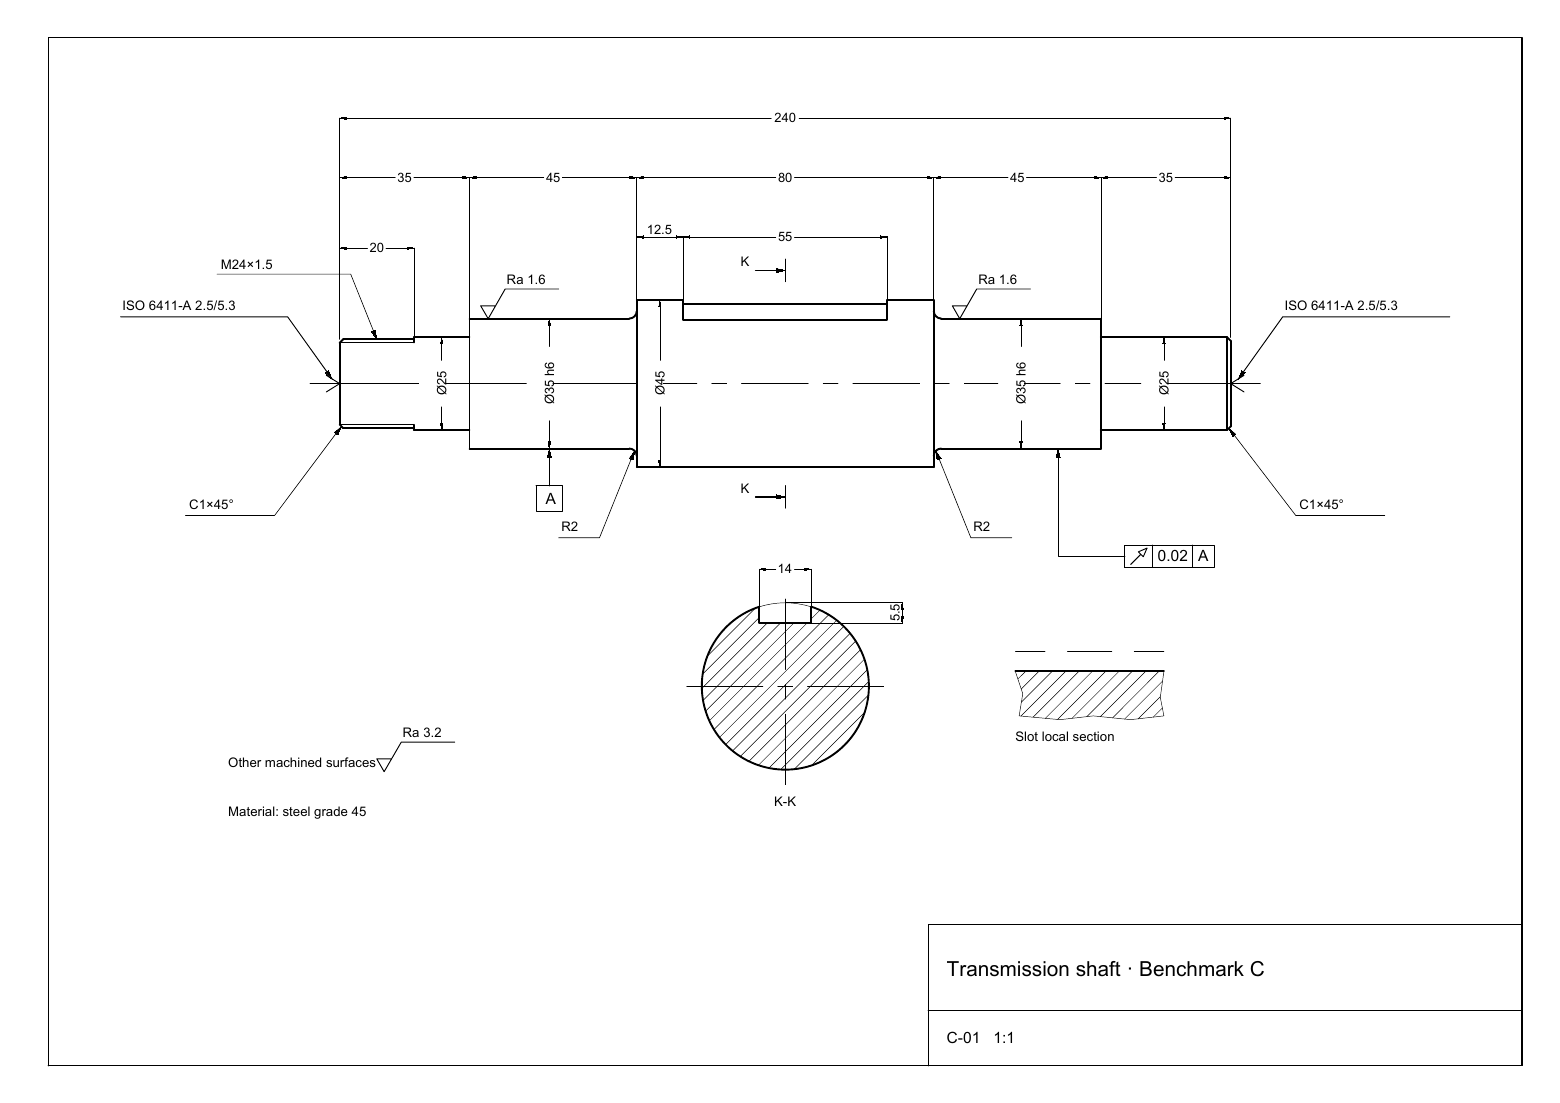 240
35
45
80
45
35
12.5
55
20
K
M24×1.5
Ra 1.6
Ra 1.6
ISO 6411-A 2.5/5.3
ISO 6411-A 2.5/5.3
Ø25
Ø35 h6
Ø45
Ø35 h6
Ø25
K
C1×45°
A
C1×45°
R2
R2
0.02 A
14
5.5
Ra 3.2
Slot local section
Other machined surfaces
K-K
Material: steel grade 45
Transmission shaft · Benchmark C
C-01 1:1